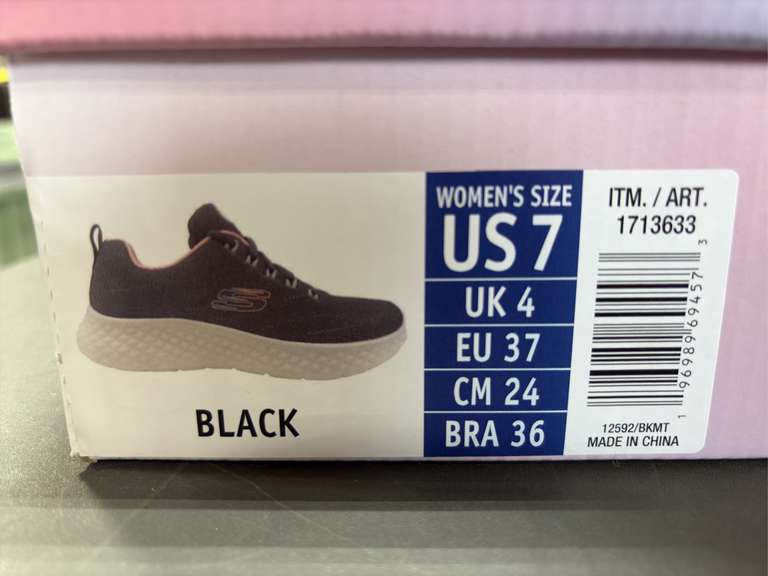 BLACK
WOMEN'S SIZE
US 7
UK 4
EU 37
CM 24
BRA 36
ITM. / ART.
1713633
1 96989 69457 3
12592/BKMT
MADE IN CHINA